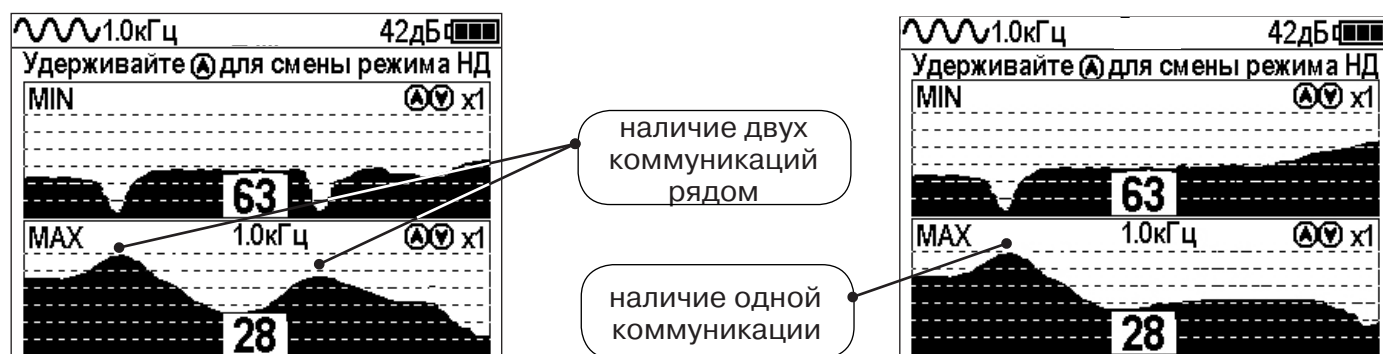 1.0кГц 42дБ
Удерживайте Ⓐ для смены режима НД
MIN x1
63
MAX 1.0кГц x1
28
наличие двух
коммуникаций
рядом
наличие одной
коммуникации
1.0кГц 42дБ
Удерживайте Ⓐ для смены режима НД
MIN x1
63
MAX 1.0кГц x1
28